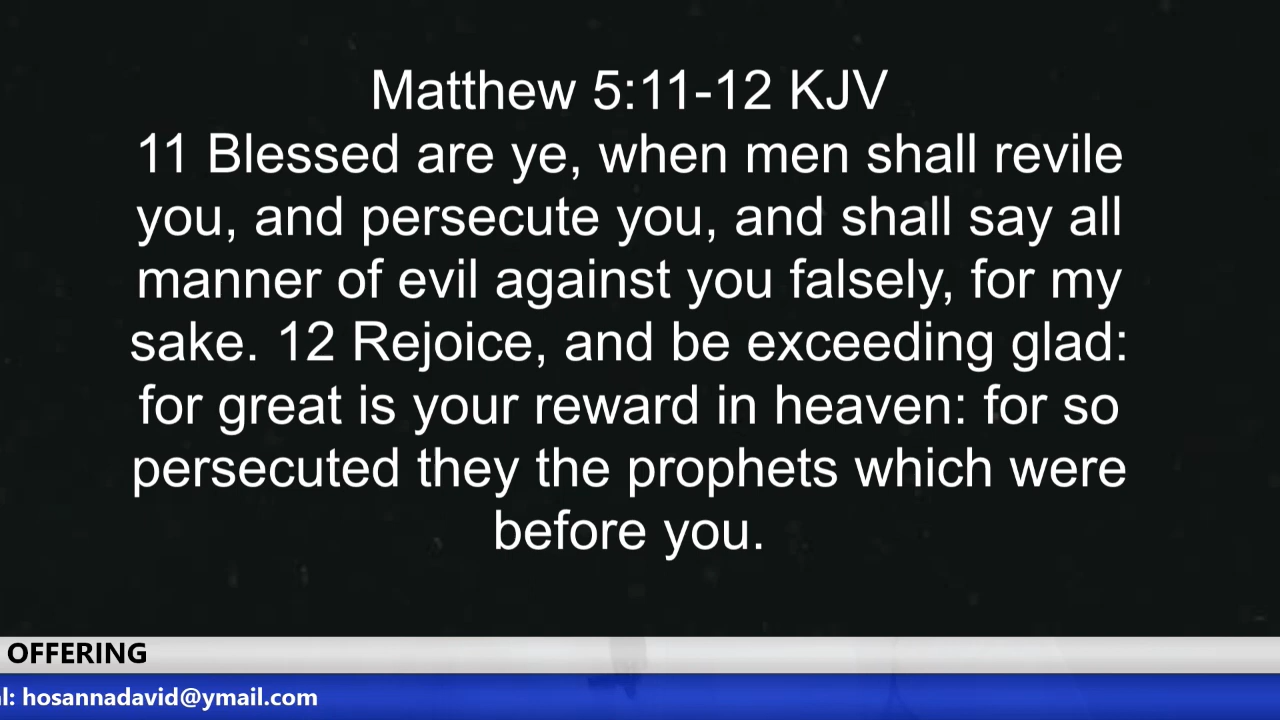 Matthew 5:11-12 KJV
11 Blessed are ye, when men shall revile
you, and persecute you, and shall say all
manner of evil against you falsely, for my
sake. 12 Rejoice, and be exceeding glad:
for great is your reward in heaven: for so
persecuted they the prophets which were
before you.
OFFERING
l: hosannadavid@ymail.com